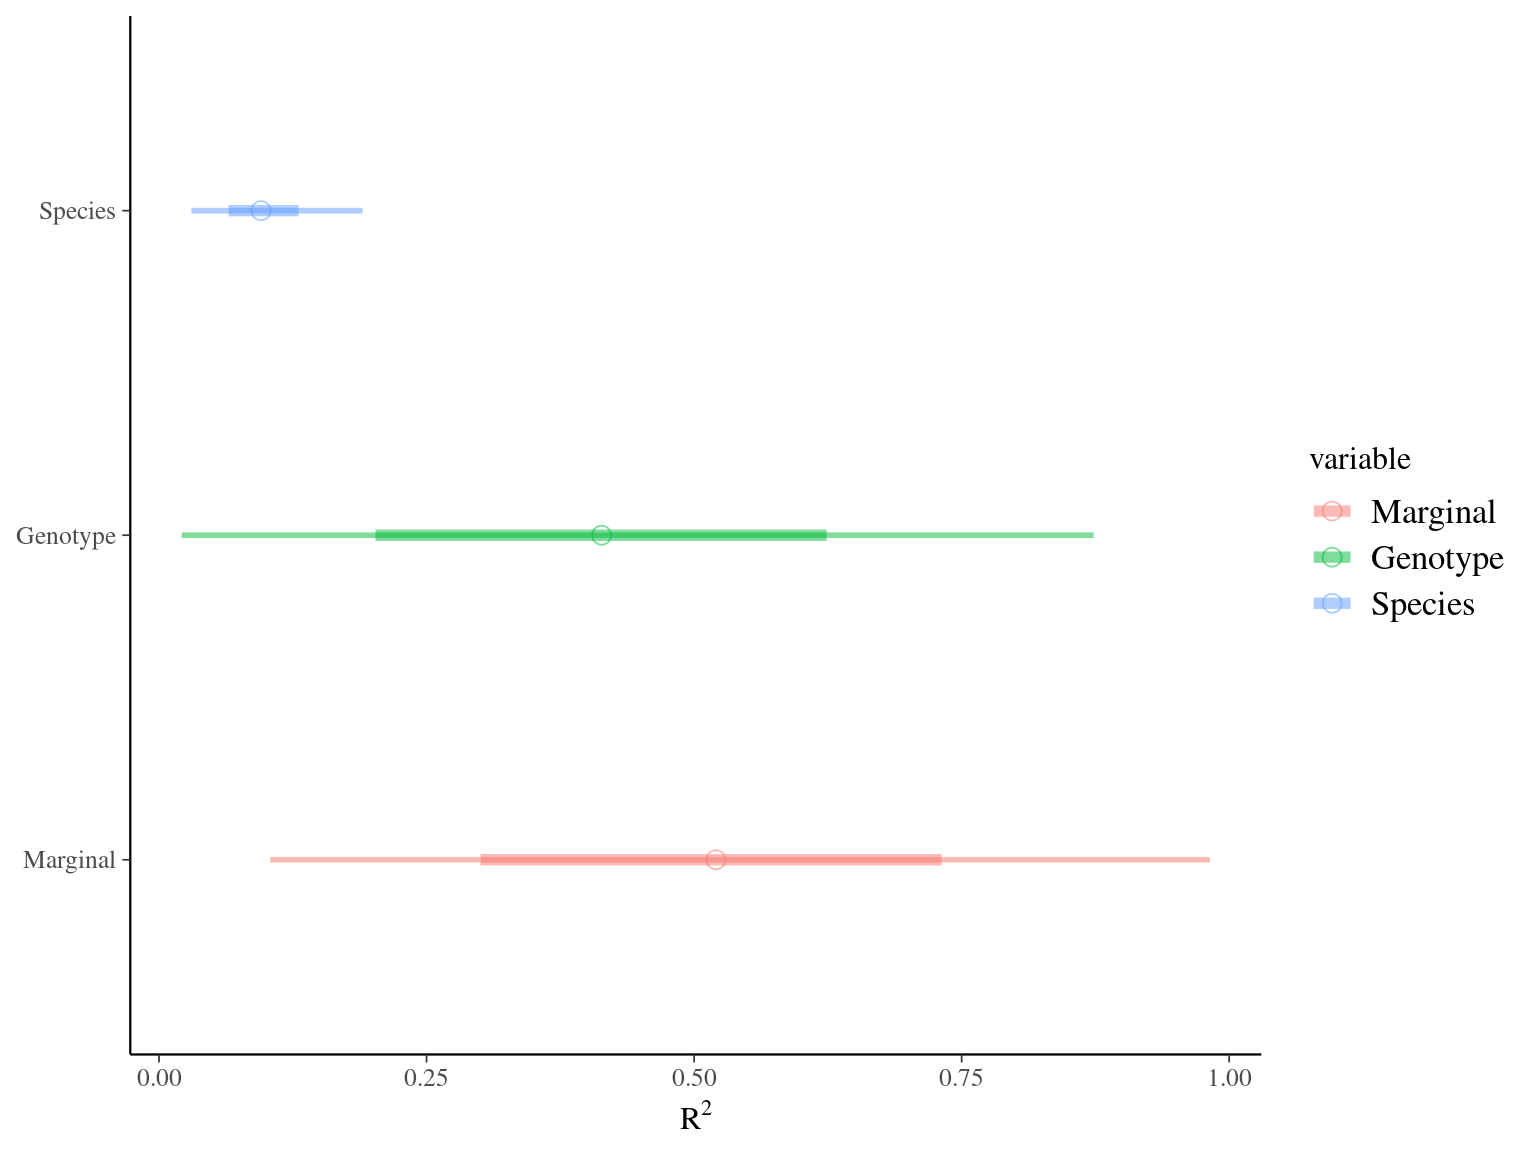 Species
Genotype
Marginal
0.00 0.25 0.50 0.75 1.00
R²
variable
Marginal
Genotype
Species